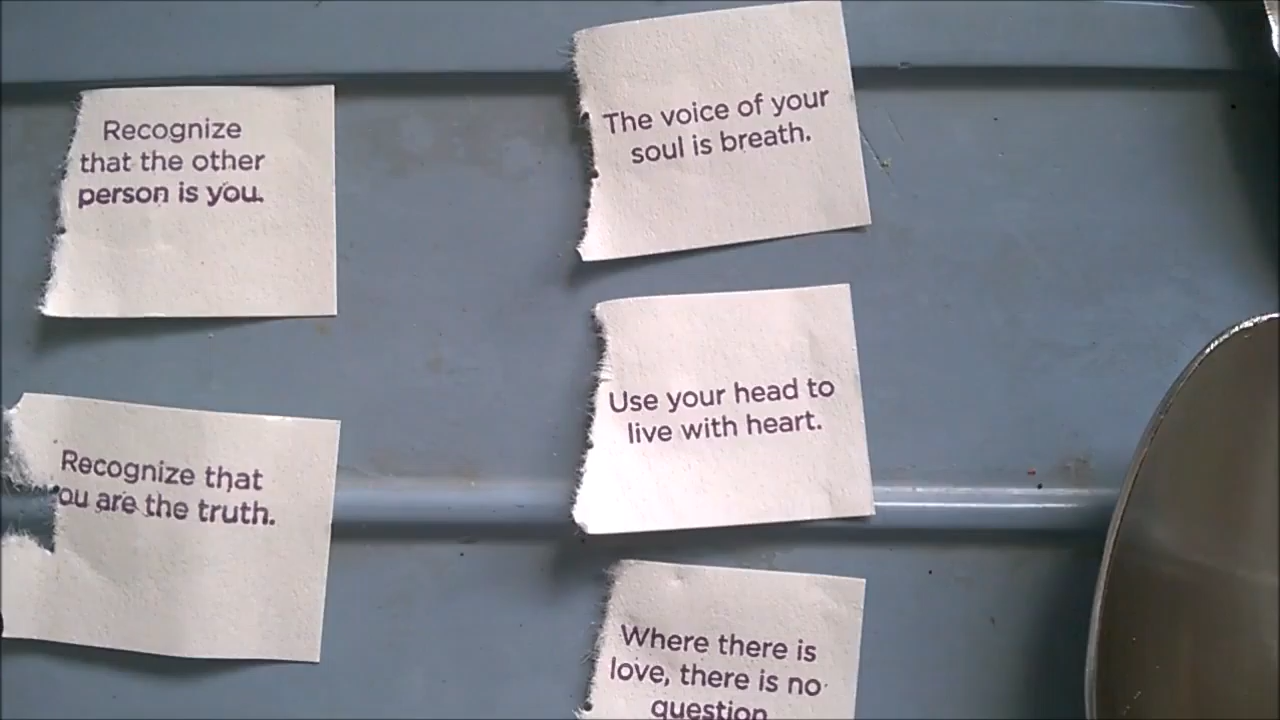 Recognize
that the other
person is you.
The voice of your
soul is breath.
Recognize that
ou are the truth.
Use your head to
live with heart.
Where there is
love, there is no
question